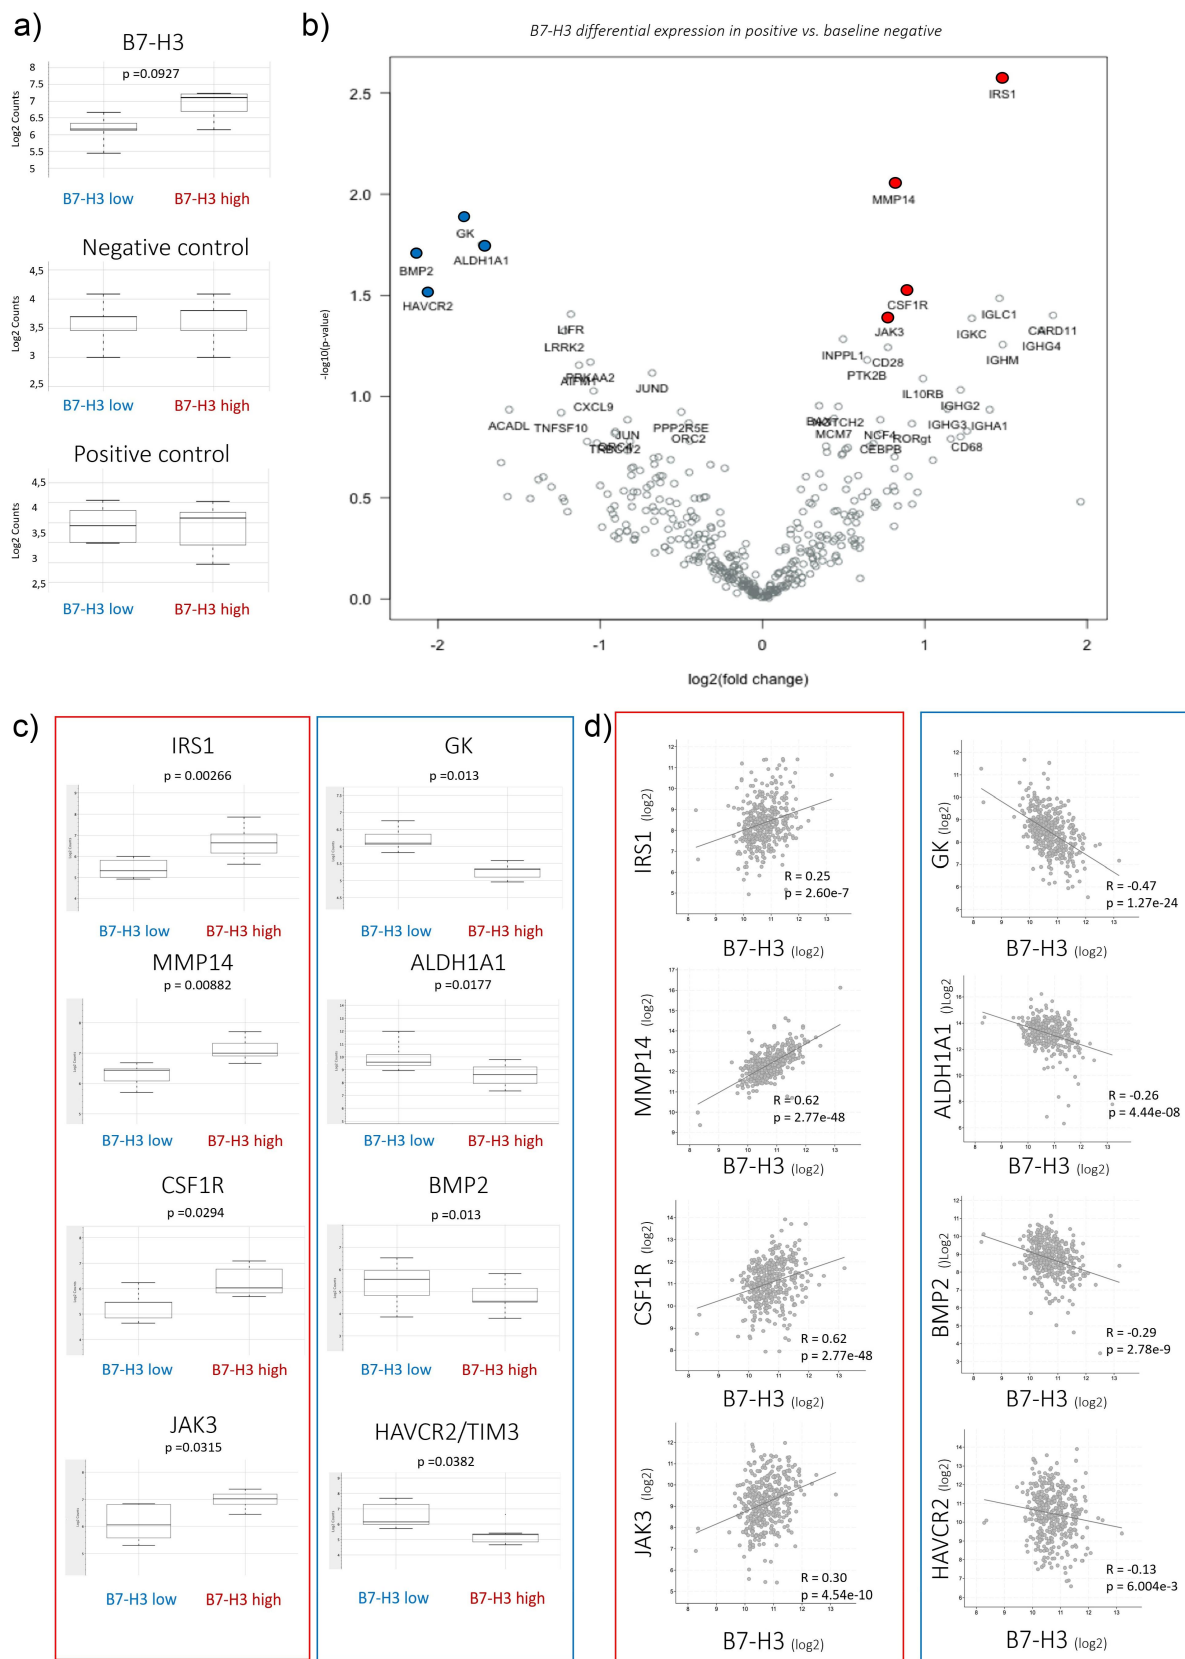 a)
B7-H3
p =0.0927
Log2 Counts
8
7.5
7
6.5
6
5.5
5
B7-H3 low
B7-H3 high
Negative control
Log2 Counts
4,5
4
3,5
3
2,5
B7-H3 low
B7-H3 high
Positive control
Log2 Counts
4,5
4
3,5
3
2,5
B7-H3 low
B7-H3 high
b)
B7-H3 differential expression in positive vs. baseline negative
-log10(p-value)
2.5
2.0
1.5
1.0
0.5
0.0
IRS1
MMP14
GK
ALDH1A1
BMP2
HAVCR2
CSF1R
JAK3
IGLC1
IGKC
CARD11
IGHG4
IGHM
LIFR
LRRK2
PRKAA2
AIFM1
CXCL9
JUND
INPPL1
CD28
PTK2B
IL10RB
IGHG2
IGHG3
IGHA1
CD68
ACADL
TNFSF10
JUN
PPP2R5E
ORC2
NOTCH2
MCM7
NCF4
CEBPB
RORgt
-2
-1
0
1
2
log2(fold change)
c)
IRS1
p = 0.00266
B7-H3 low
B7-H3 high
MMP14
p = 0.00882
B7-H3 low
B7-H3 high
CSF1R
p =0.0294
B7-H3 low
B7-H3 high
JAK3
p =0.0315
B7-H3 low
B7-H3 high
GK
p =0.013
B7-H3 low
B7-H3 high
ALDH1A1
p =0.0177
B7-H3 low
B7-H3 high
BMP2
p =0.013
B7-H3 low
B7-H3 high
HAVCR2/TIM3
p =0.0382
B7-H3 low
B7-H3 high
d)
IRS1 (log2)
R = 0.25
p = 2.60e-7
B7-H3 (log2)
MMP14 (log2)
R = 0.62
p = 2.77e-48
B7-H3 (log2)
CSF1R (log2)
R = 0.62
p = 2.77e-48
B7-H3 (log2)
JAK3 (log2)
R = 0.30
p = 4.54e-10
B7-H3 (log2)
GK (log2)
R = -0.47
p = 1.27e-24
B7-H3 (log2)
ALDH1A1 ()Log2
R = -0.26
p = 4.44e-08
B7-H3 (log2)
BMP2 ()Log2
R = -0.29
p = 2.78e-9
B7-H3 (log2)
HAVCR2 (log2)
R = -0.13
p = 6.004e-3
B7-H3 (log2)